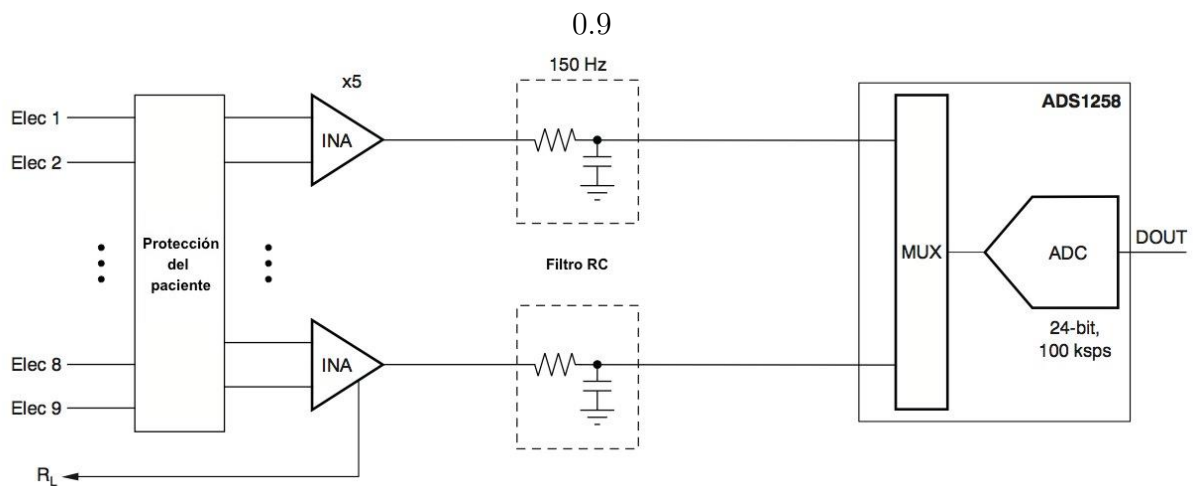 0.9
150 Hz
x5
ADS1258
Elec 1
INA
Elec 2
Protección
del
paciente
Filtro RC
MUX
ADC
DOUT
24-bit,
100 ksps
Elec 8
INA
Elec 9
RL